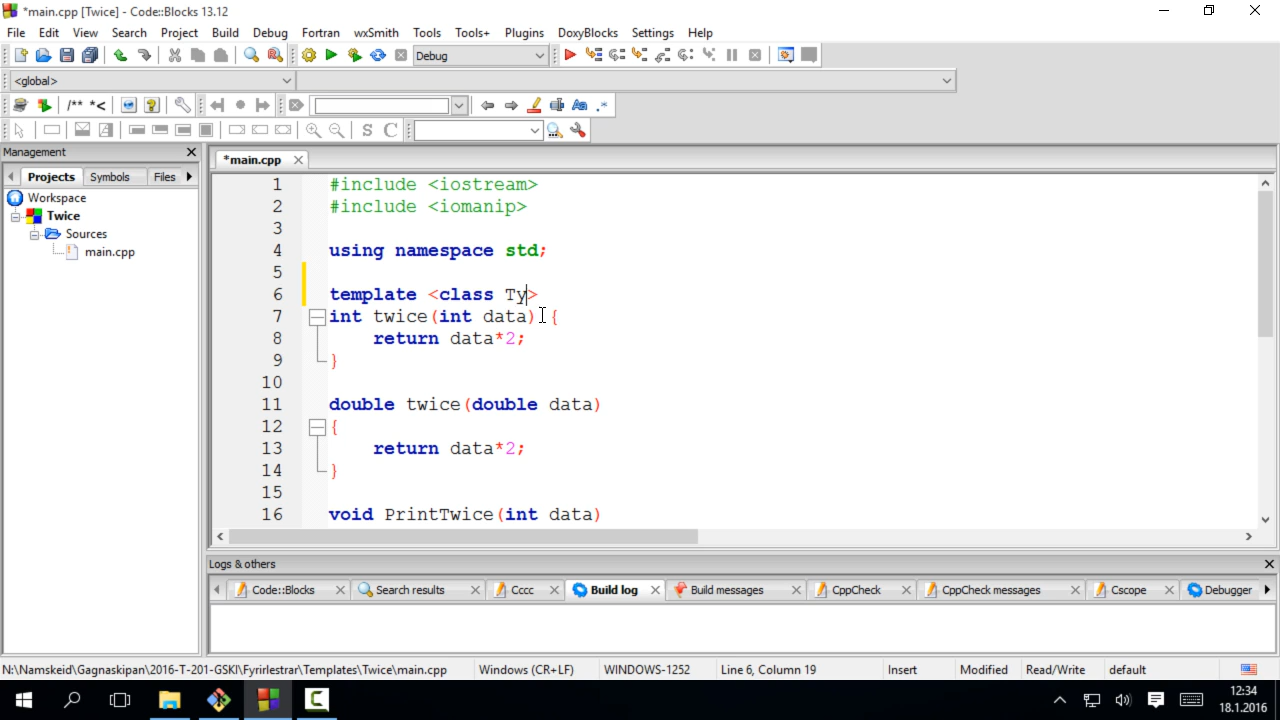 *main.cpp [Twice] - Code::Blocks 13.12
File Edit View Search Project Build Debug Fortran wxSmith Tools Tools+ Plugins DoxyBlocks Settings Help
Debug
<global>
/** *<
Aa .*
S C
Management
Projects Symbols Files
Workspace
Twice
Sources
main.cpp
*main.cpp
1 #include <iostream>
2 #include <iomanip>
3
4 using namespace std;
5
6 template <class Ty>
7 int twice(int data) {
8 return data*2;
9 }
10
11 double twice(double data)
12 {
13 return data*2;
14 }
15
16 void PrintTwice(int data)
Logs & others
Code::Blocks Search results Cccc Build log Build messages CppCheck CppCheck messages Cscope Debugger
N:\Namskeid\Gagnaskipan\2016-T-201-GSKI\Fyrirlestrar\Templates\Twice\main.cpp Windows (CR+LF) WINDOWS-1252 Line 6, Column 19 Insert Modified Read/Write default
12:34
18.1.2016